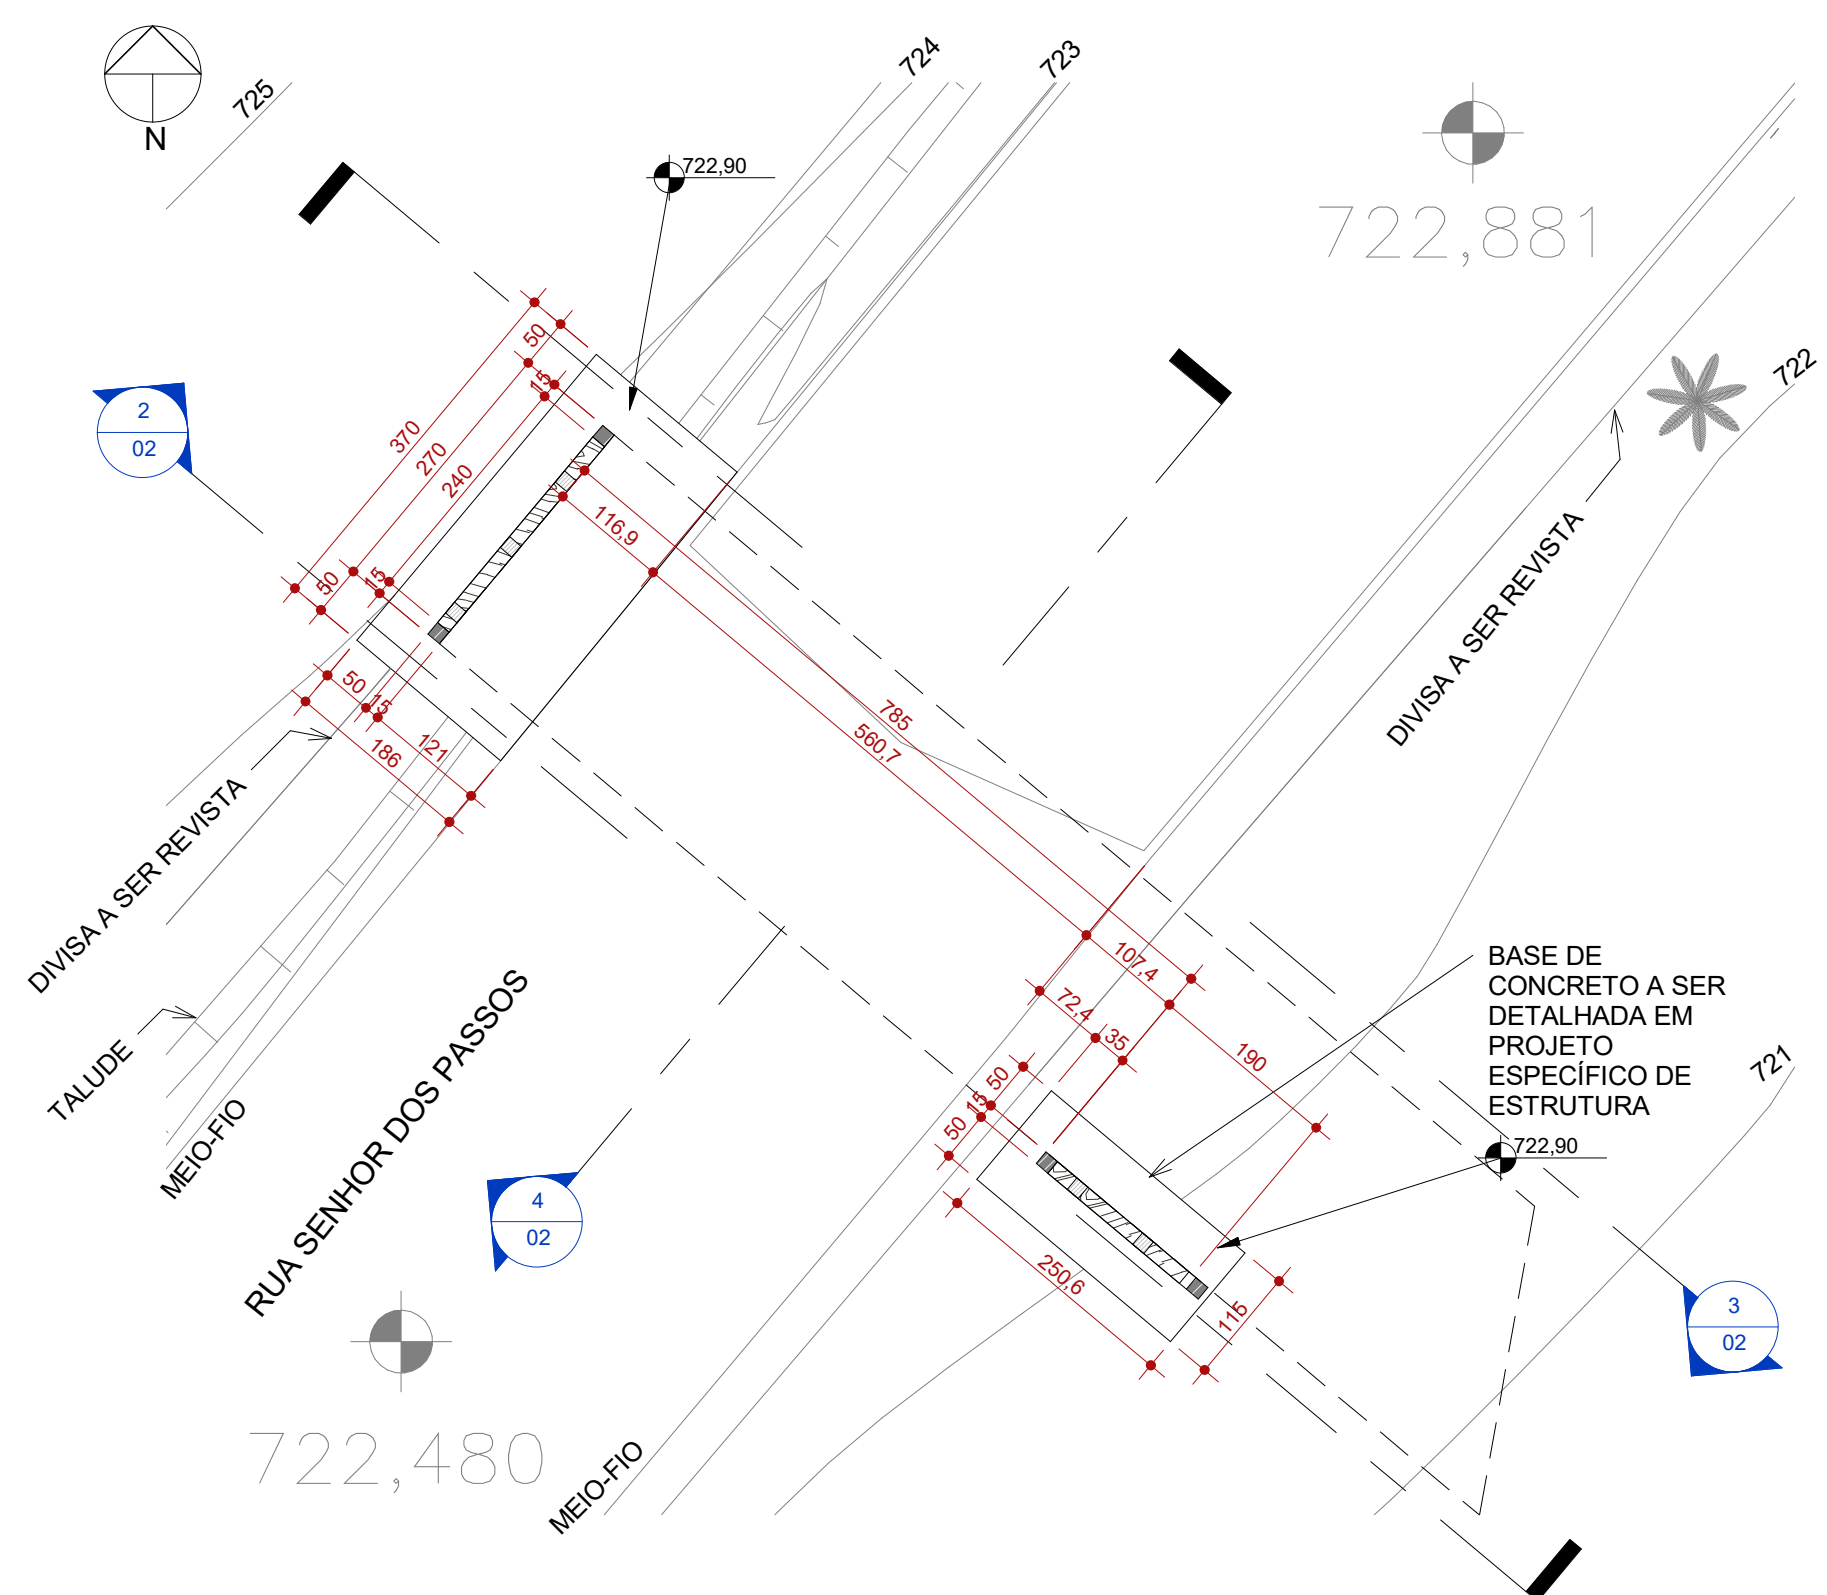 724
723
725
N
722,90
722,881
722
50
15
370
270
240
2
02
116,9
50
15
785
560,7
50
15
121
186
DIVISA A SER REVISTA
DIVISA A SER REVISTA
TALUDE
MEIO-FIO
RUA SENHOR DOS PASSOS
107,4
72,4
35
190
50
15
50
BASE DE
CONCRETO A SER
DETALHADA EM
PROJETO
ESPECÍFICO DE
ESTRUTURA
721
722,90
4
02
250,6
115
3
02
722,480
MEIO-FIO